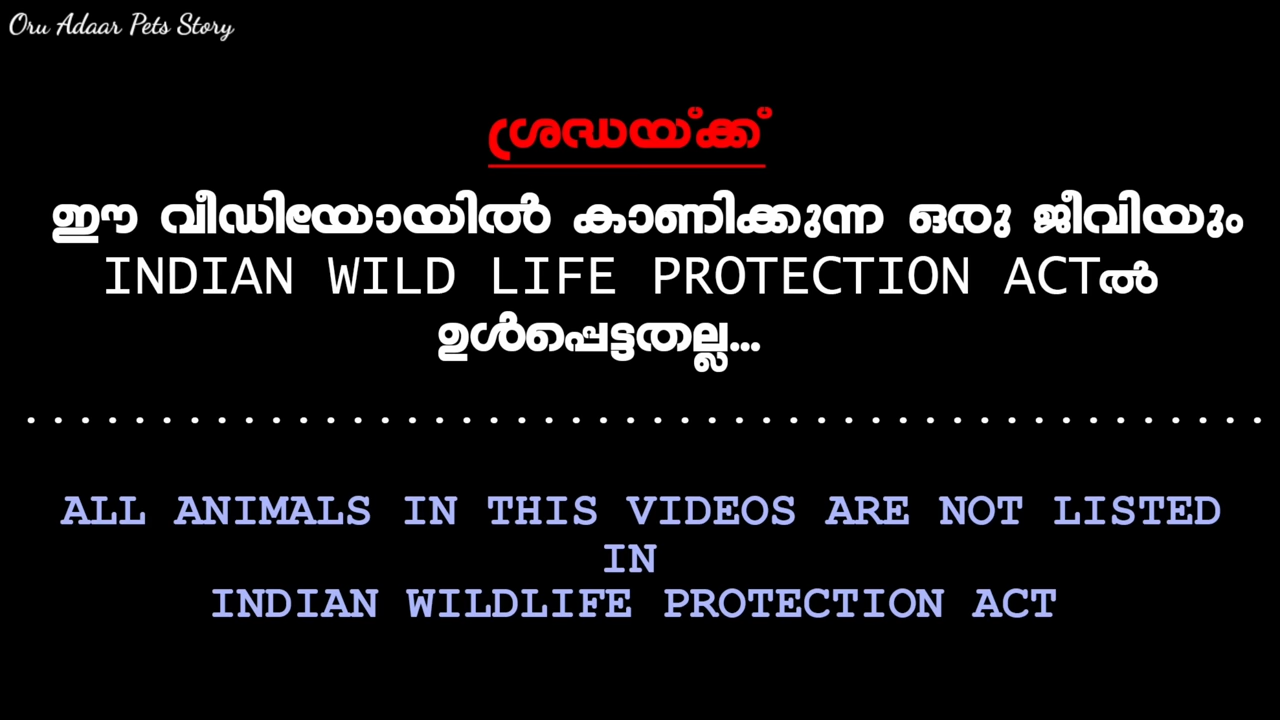 Oru Adaar Pets Story
ശ്രദ്ധയ്ക്ക്
ഈ വീഡിയോയിൽ കാണിക്കുന്ന ഒരു ജീവിയും
INDIAN WILD LIFE PROTECTION ACTൽ
ഉൾപ്പെട്ടതല്ല...
..............................................
ALL ANIMALS IN THIS VIDEOS ARE NOT LISTED
IN
INDIAN WILDLIFE PROTECTION ACT